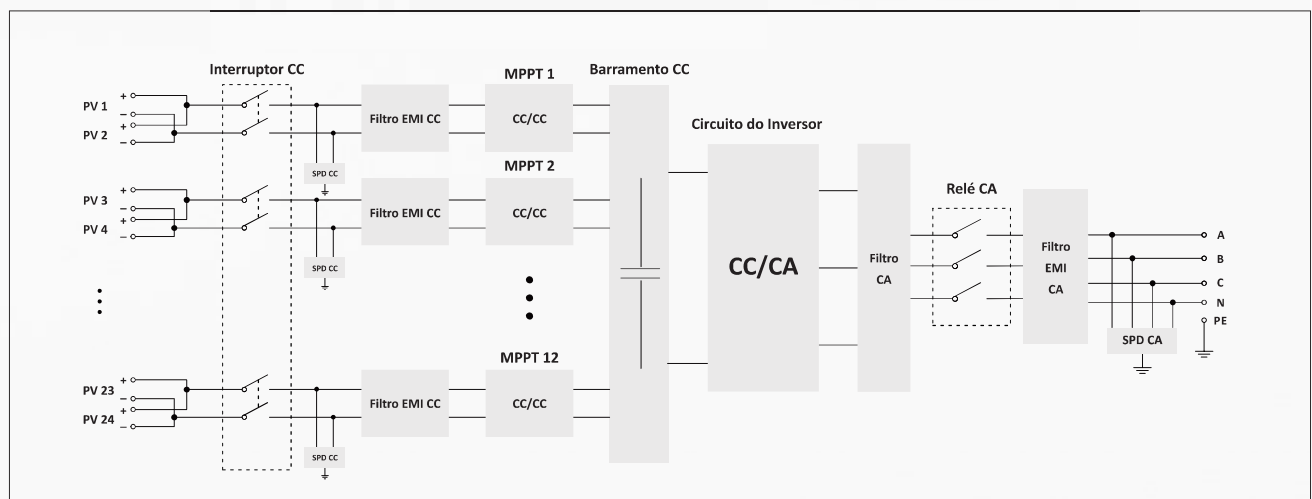 Interruptor CC
MPPT 1
Barramento CC
PV 1
+
−
Filtro EMI CC
CC/CC
PV 2
+
−
SPD CC
Circuito do Inversor
MPPT 2
PV 3
+
−
Filtro EMI CC
CC/CC
PV 4
+
−
SPD CC
Relé CA
CC/CA
Filtro
CA
Filtro
EMI
CA
A
B
C
N
PE
SPD CA
MPPT 12
PV 23
+
−
Filtro EMI CC
CC/CC
PV 24
+
−
SPD CC